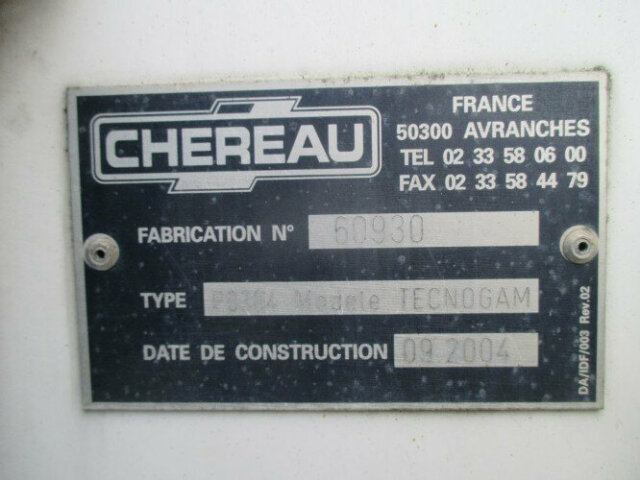 CHEREAU
FRANCE
50300 AVRANCHES
TEL 02 33 58 06 00
FAX 02 33 58 44 79
FABRICATION N° 60930
TYPE Modele TECNOGAM
DATE DE CONSTRUCTION 09 2004
DA/IDF/003 Rev.02